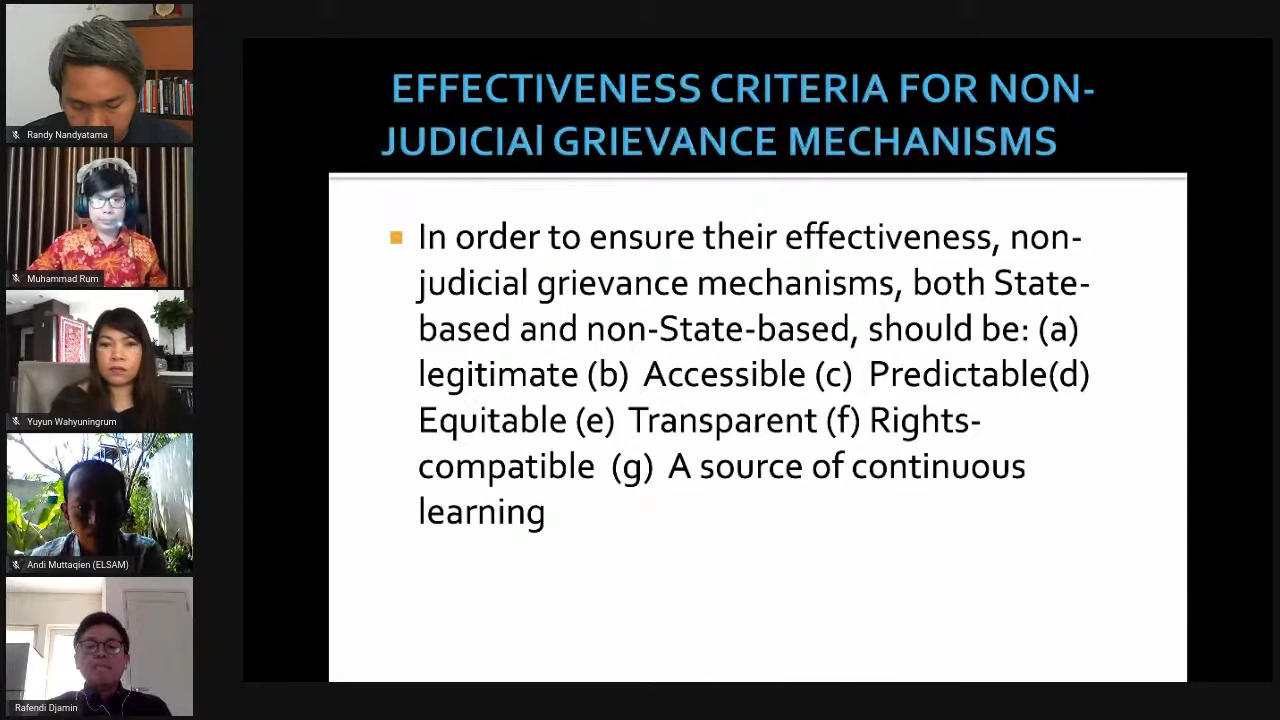 Randy Nandyatama
Muhammad Rum
Yuyun Wahyuningrum
Andi Muttaqien (ELSAM)
Rafendi Djamin
EFFECTIVENESS CRITERIA FOR NON-
JUDICIAl GRIEVANCE MECHANISMS
In order to ensure their effectiveness, non-
judicial grievance mechanisms, both State-
based and non-State-based, should be: (a)
legitimate (b) Accessible (c) Predictable(d)
Equitable (e) Transparent (f) Rights-
compatible (g) A source of continuous
learning